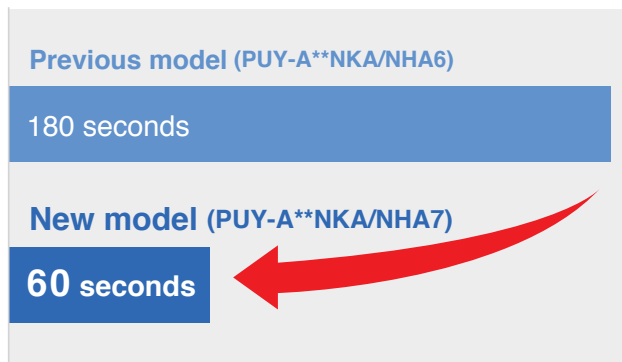 Previous model (PUY-A**NKA/NHA6)
180 seconds
New model (PUY-A**NKA/NHA7)
60 seconds